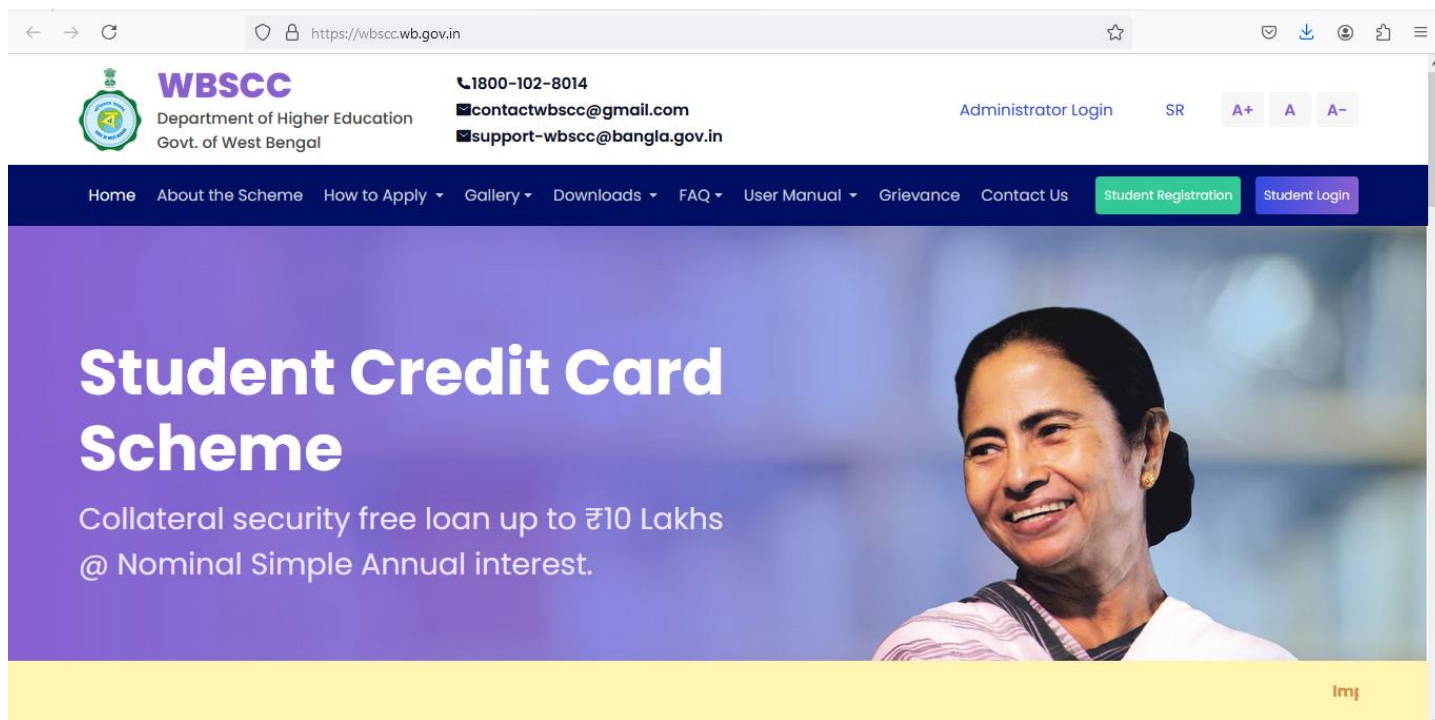 https://wbscc.wb.gov.in
WBSCC
Department of Higher Education
Govt. of West Bengal
1800-102-8014
contactwbscc@gmail.com
support-wbscc@bangla.gov.in
Administrator Login SR A+ A A-
Home About the Scheme How to Apply Gallery Downloads FAQ User Manual Grievance Contact Us Student Registration Student Login
Student Credit Card
Scheme
Collateral security free loan up to ₹10 Lakhs
@ Nominal Simple Annual interest.